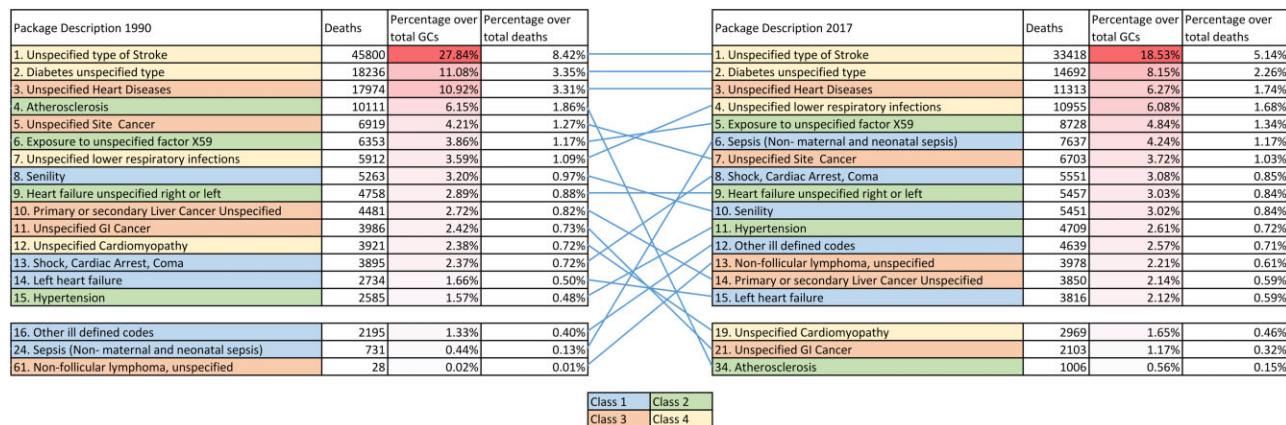 Package Description 1990 Deaths Percentage over total GCs Percentage over total deaths
1. Unspecified type of Stroke 45800 27.84% 8.42%
2. Diabetes unspecified type 18236 11.08% 3.35%
3. Unspecified Heart Diseases 17974 10.92% 3.31%
4. Atherosclerosis 10111 6.15% 1.86%
5. Unspecified Site Cancer 6919 4.21% 1.27%
6. Exposure to unspecified factor X59 6353 3.86% 1.17%
7. Unspecified lower respiratory infections 5912 3.59% 1.09%
8. Senility 5263 3.20% 0.97%
9. Heart failure unspecified right or left 4758 2.89% 0.88%
10. Primary or secondary Liver Cancer Unspecified 4481 2.72% 0.82%
11. Unspecified GI Cancer 3986 2.42% 0.73%
12. Unspecified Cardiomyopathy 3921 2.38% 0.72%
13. Shock, Cardiac Arrest, Coma 3895 2.37% 0.72%
14. Left heart failure 2734 1.66% 0.50%
15. Hypertension 2585 1.57% 0.48%
16. Other ill defined codes 2195 1.33% 0.40%
24. Sepsis (Non- maternal and neonatal sepsis) 731 0.44% 0.13%
61. Non-follicular lymphoma, unspecified 28 0.02% 0.01%
Package Description 2017 Deaths Percentage over total GCs Percentage over total deaths
1. Unspecified type of Stroke 33418 18.53% 5.14%
2. Diabetes unspecified type 14692 8.15% 2.26%
3. Unspecified Heart Diseases 11313 6.27% 1.74%
4. Unspecified lower respiratory infections 10955 6.08% 1.68%
5. Exposure to unspecified factor X59 8728 4.84% 1.34%
6. Sepsis (Non- maternal and neonatal sepsis) 7637 4.24% 1.17%
7. Unspecified Site Cancer 6703 3.72% 1.03%
8. Shock, Cardiac Arrest, Coma 5551 3.08% 0.85%
9. Heart failure unspecified right or left 5457 3.03% 0.84%
10. Senility 5451 3.02% 0.84%
11. Hypertension 4709 2.61% 0.72%
12. Other ill defined codes 4639 2.57% 0.71%
13. Non-follicular lymphoma, unspecified 3978 2.21% 0.61%
14. Primary or secondary Liver Cancer Unspecified 3850 2.14% 0.59%
15. Left heart failure 3816 2.12% 0.59%
19. Unspecified Cardiomyopathy 2969 1.65% 0.46%
21. Unspecified GI Cancer 2103 1.17% 0.32%
34. Atherosclerosis 1006 0.56% 0.15%
Class 1 Class 2
Class 3 Class 4